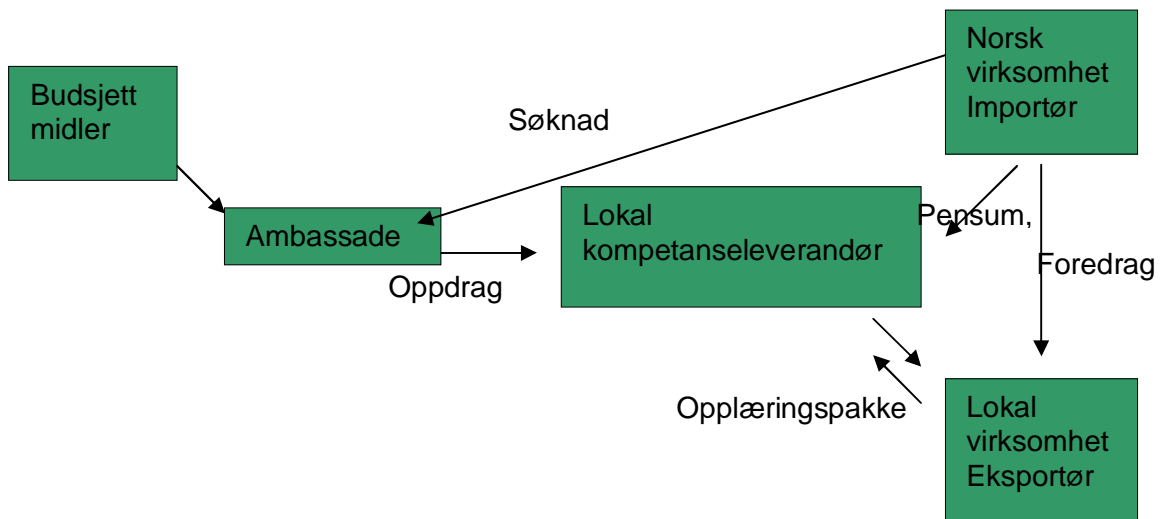 Norsk
virksomhet
Importør
Budsjett
midler
Søknad
Ambassade
Lokal
kompetanseleverandør
Pensum,
Foredrag
Oppdrag
Opplæringspakke
Lokal
virksomhet
Eksportør